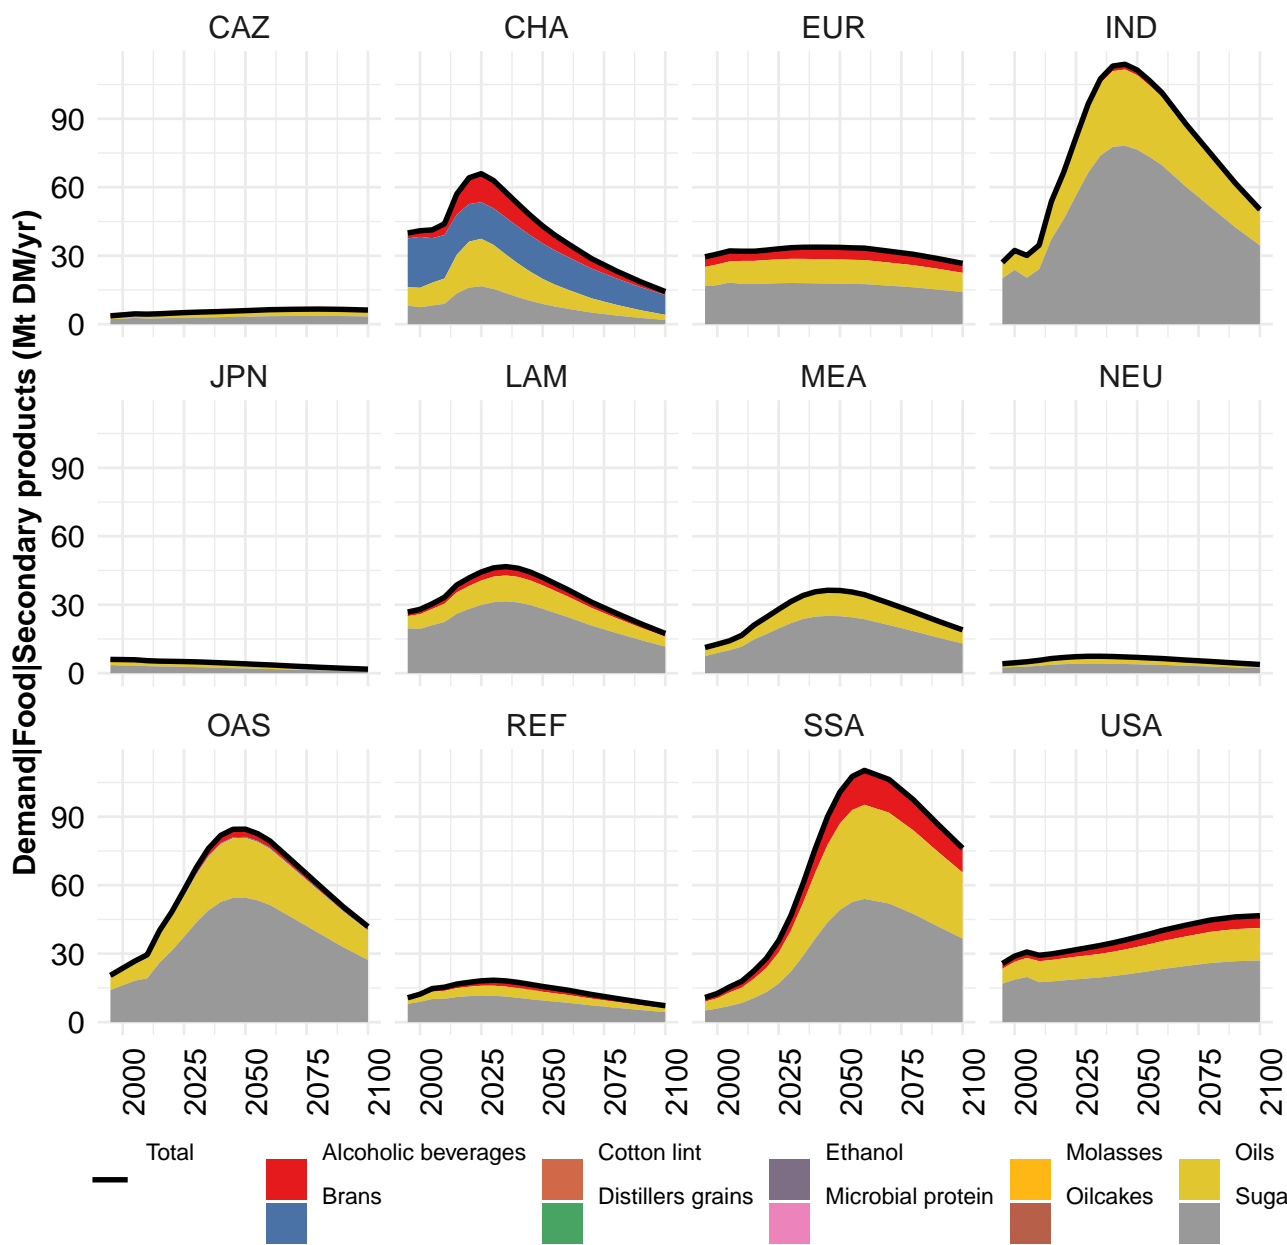 CAZ CHA EUR IND
90
60
30
0
JPN LAM MEA NEU
90
60
30
0
OAS REF SSA USA
90
60
30
0
Demand|Food|Secondary products (Mt DM/yr)
2000 2025 2050 2075 2100 2000 2025 2050 2075 2100 2000 2025 2050 2075 2100 2000 2025 2050 2075 2100
Total Alcoholic beverages Cotton lint Ethanol Molasses Oils
Brans Distillers grains Microbial protein Oilcakes Suga